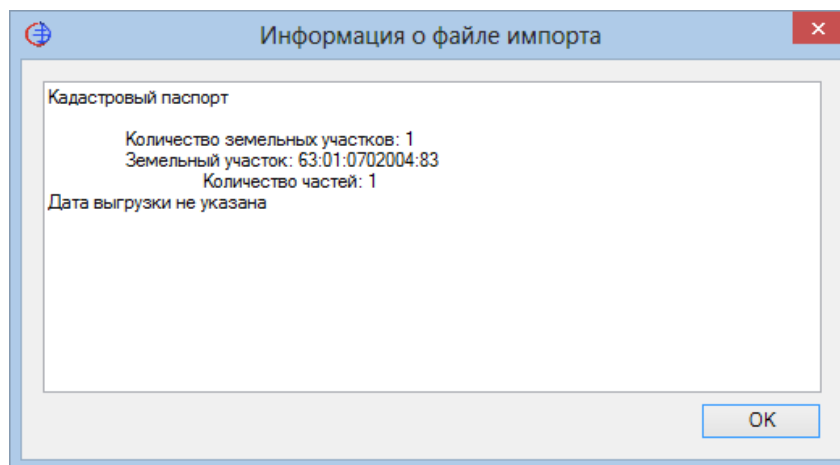 Информация о файле импорта
Кадастровый паспорт
Количество земельных участков: 1
Земельный участок: 63:01:0702004:83
Количество частей: 1
Дата выгрузки не указана
OK